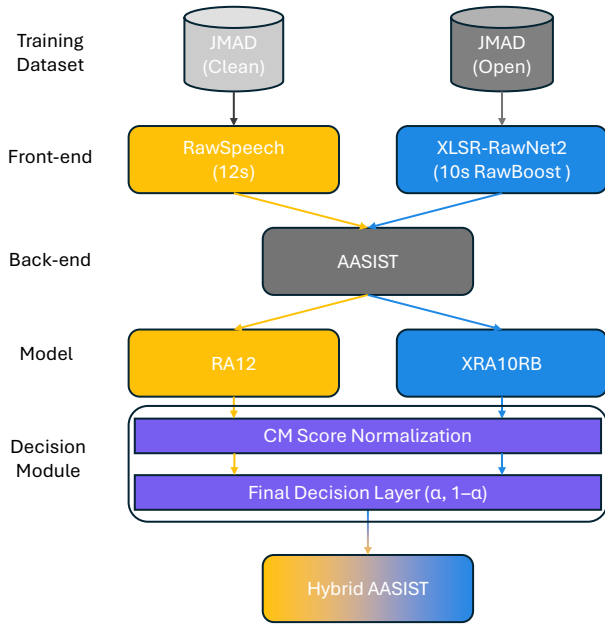 Training
Dataset
JMAD
(Clean)
JMAD
(Open)
Front-end
RawSpeech
(12s)
XLSR-RawNet2
(10s RawBoost )
Back-end
AASIST
Model
RA12
XRA10RB
Decision
Module
CM Score Normalization
Final Decision Layer (α, 1–α)
Hybrid AASIST